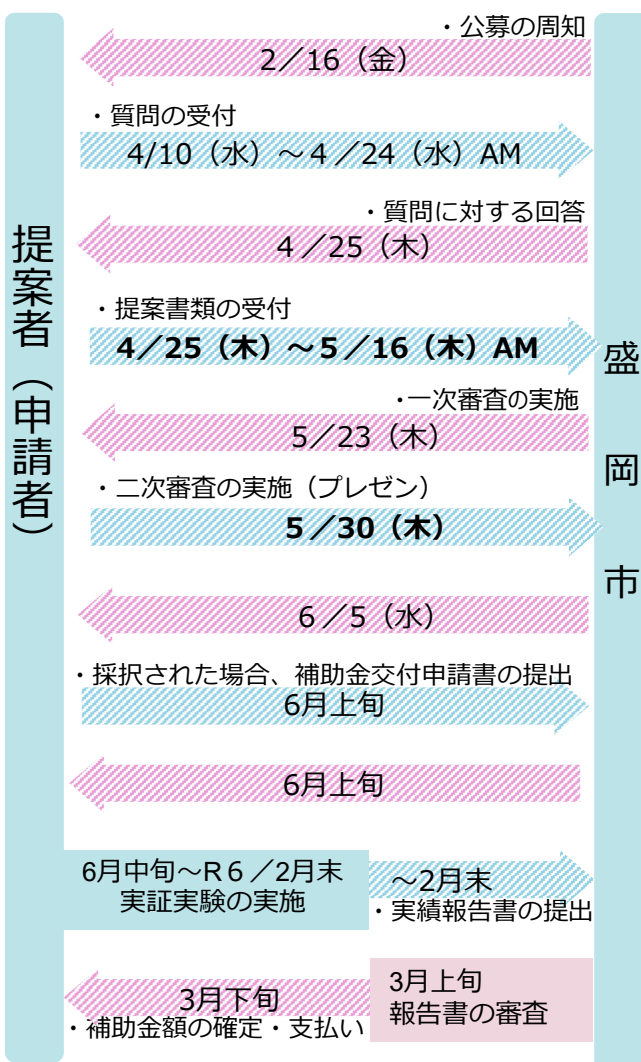 提案者（申請者）
盛岡市
・公募の周知
2／16（金）
・質問の受付
4/10（水）～４／24（水）AM
・質問に対する回答
４／25（木）
・提案書類の受付
4／25（木）～５／16（木）AM
・一次審査の実施
５／23（木）
・二次審査の実施（プレゼン）
５／30（木）
６／５（水）
・採択された場合、補助金交付申請書の提出
6月上旬
6月上旬
6月中旬～R６／2月末
実証実験の実施
～2月末
・実績報告書の提出
3月上旬
報告書の審査
3月下旬
・補助金額の確定・支払い